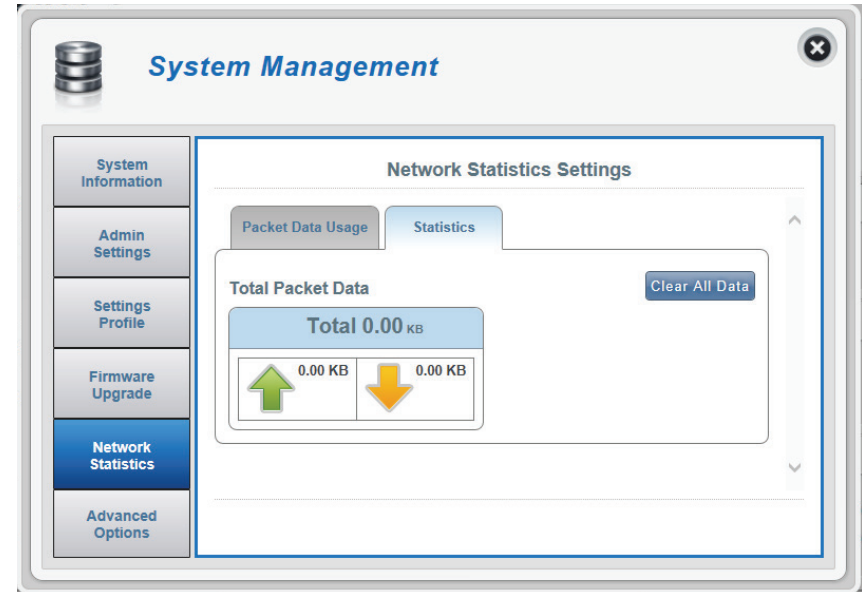 System Management
System
Information
Admin
Settings
Settings
Profile
Firmware
Upgrade
Network
Statistics
Advanced
Options
Network Statistics Settings
Packet Data Usage
Statistics
Total Packet Data
Clear All Data
Total 0.00 KB
0.00 KB
0.00 KB